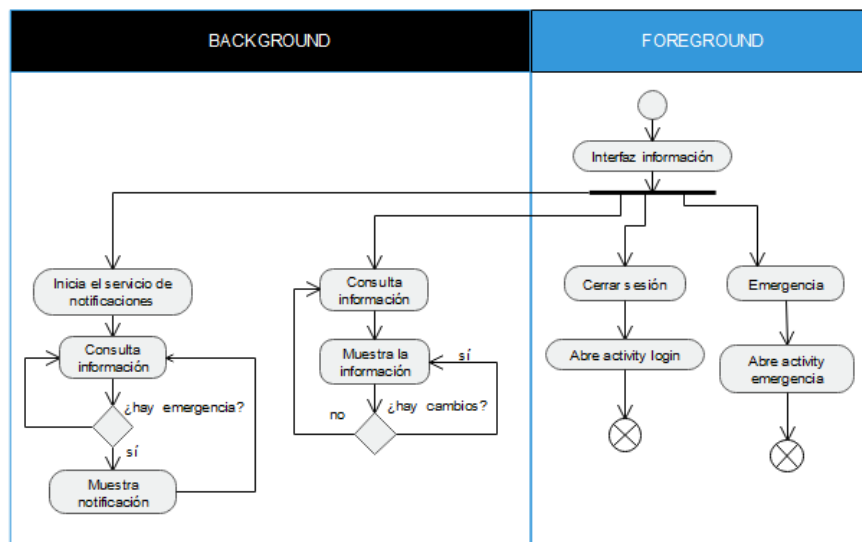 BACKGROUND
FOREGROUND
Interfaz información
Inicia el servicio de
notificaciones
Consulta
información
¿hay emergencia?
sí
Muestra
notificación
Consulta
información
Muestra la
información
sí
no
¿hay cambios?
Cerrar sesión
Abre activity login
Emergencia
Abre activity
emergencia